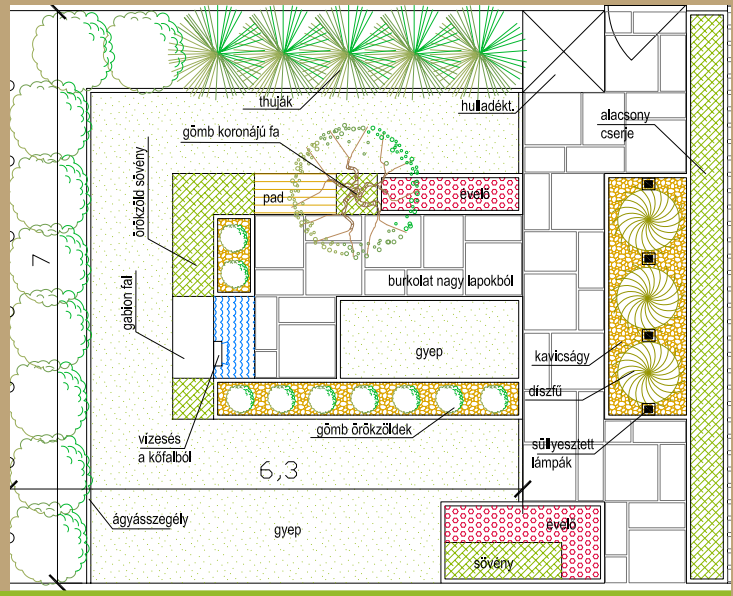 thuják
hulladékt.
alacsony
cserje
gömb koronájú fa
örökzöld sövény
pad
évelő
burkolat nagy lapokból
7
gabion fal
gyep
kavicságy
díszfű
gömb örökzöldek
vízesés
a kőfalból
süllyesztett
lámpák
6,3
ágyásszegély
gyep
évelő
sövény